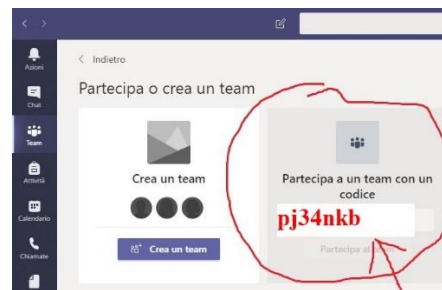 Indietro
Partecipa o crea un team
Azioni
Chat
Team
Attività
Calendario
Chiamate
Crea un team
Crea un team
Partecipa a un team con un
codice
pj34nkb
Partecipa al